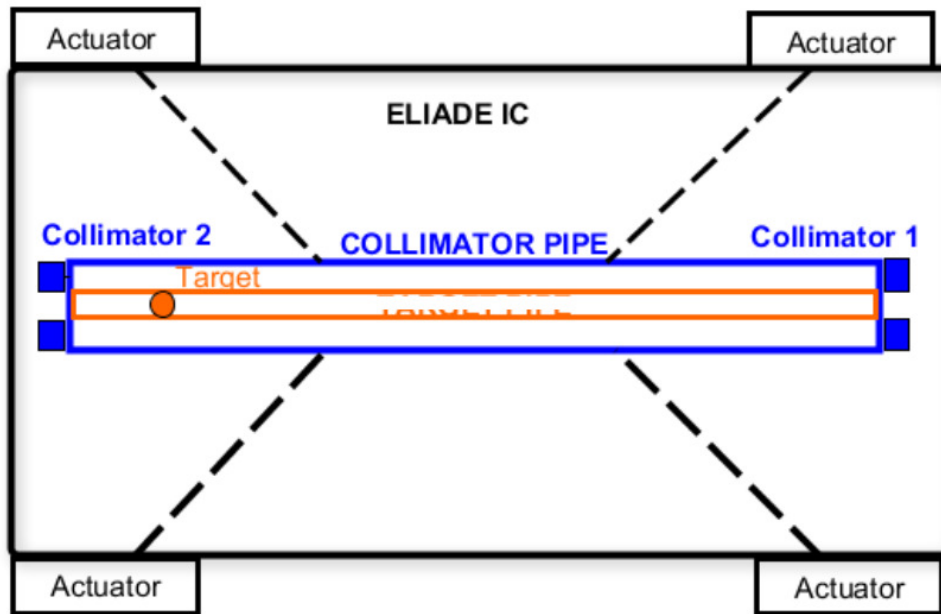 Actuator
Actuator
ELIADE IC
Collimator 2
COLLIMATOR PIPE
Collimator 1
Target
Actuator
Actuator